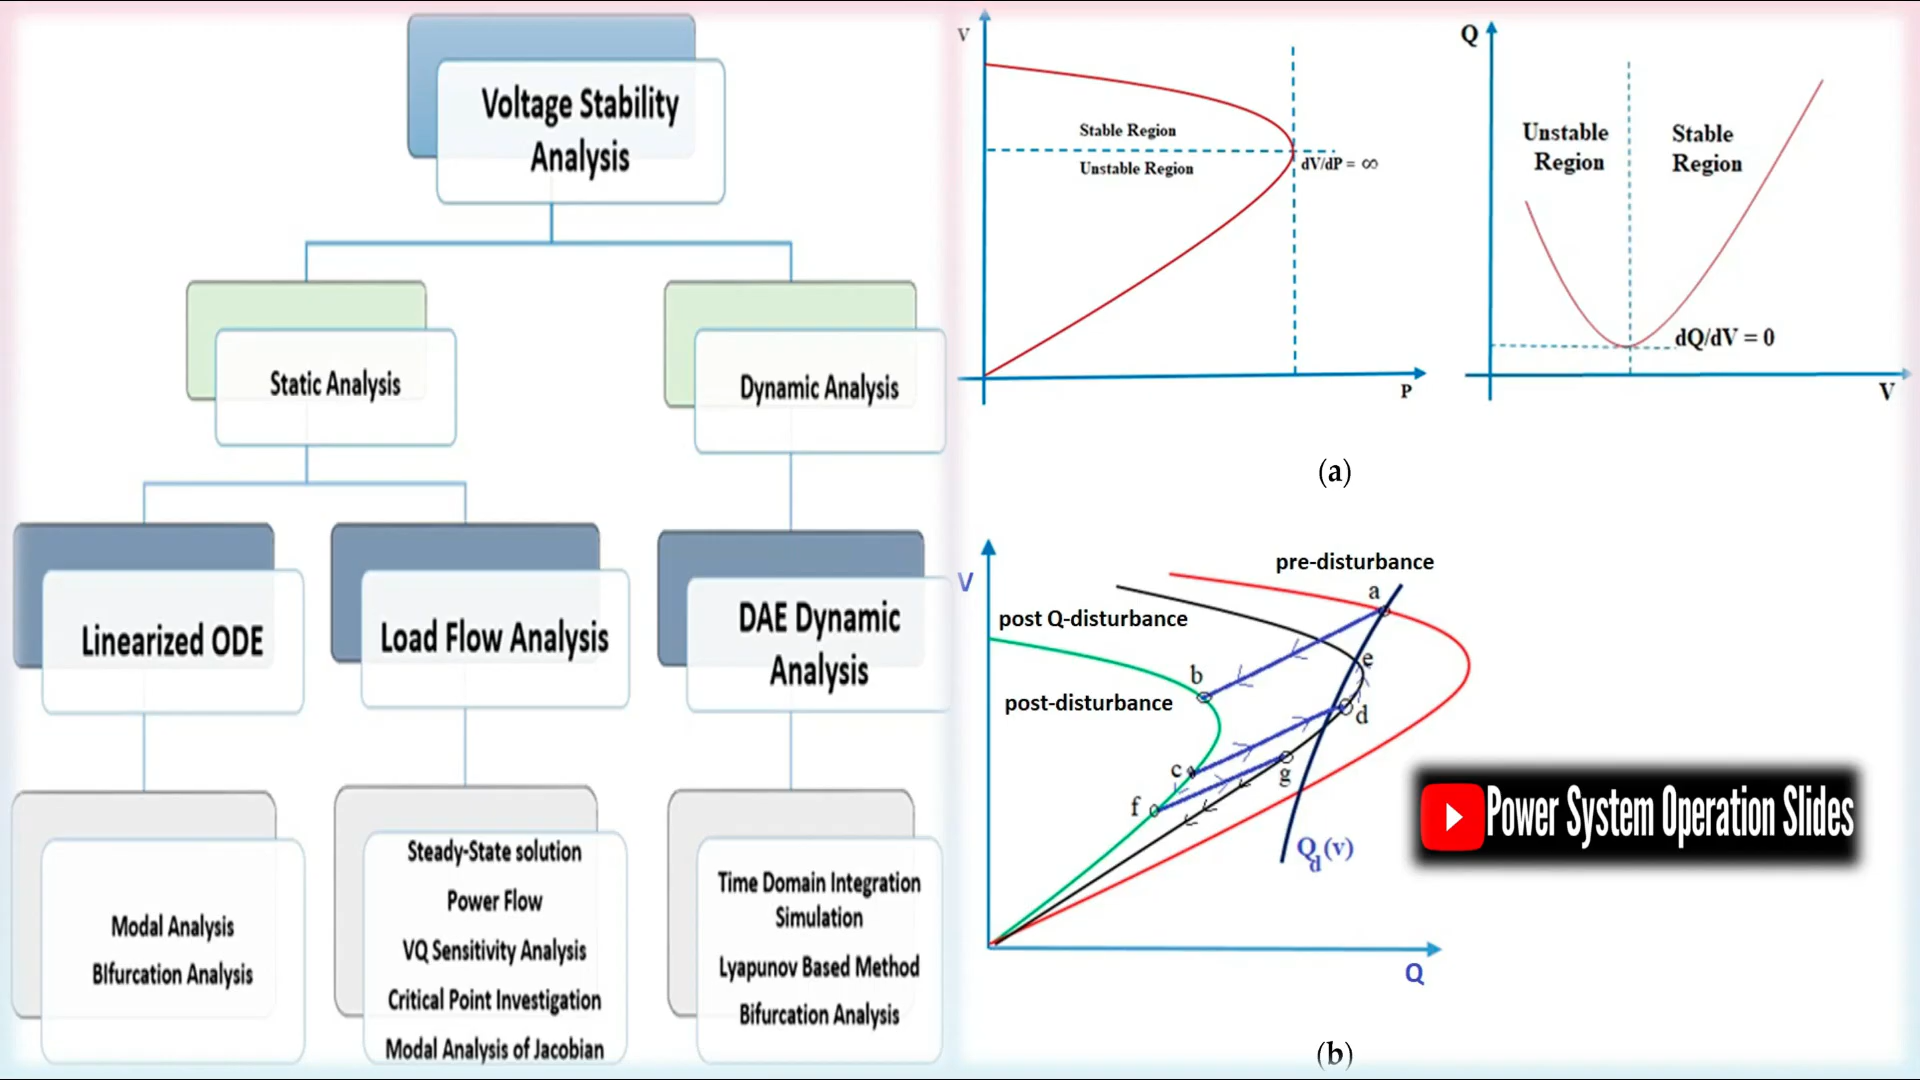 Voltage Stability
Analysis
Static Analysis
Dynamic Analysis
Linearized ODE
Load Flow Analysis
DAE Dynamic
Analysis
Modal Analysis
BIfurcation Analysis
Steady-State solution
Power Flow
VQ Sensitivity Analysis
Critical Point Investigation
Modal Analysis of Jacobian
Time Domain Integration
Simulation
Lyapunov Based Method
Bifurcation Analysis
V
Stable Region
Unstable Region
dV/dP = ∞
P
Q
Unstable
Region
Stable
Region
dQ/dV = 0
V
(a)
V
pre-disturbance
a
post Q-disturbance
e
b
post-disturbance
d
c
g
f
Qd(v)
Q
(b)
Power System Operation Slides